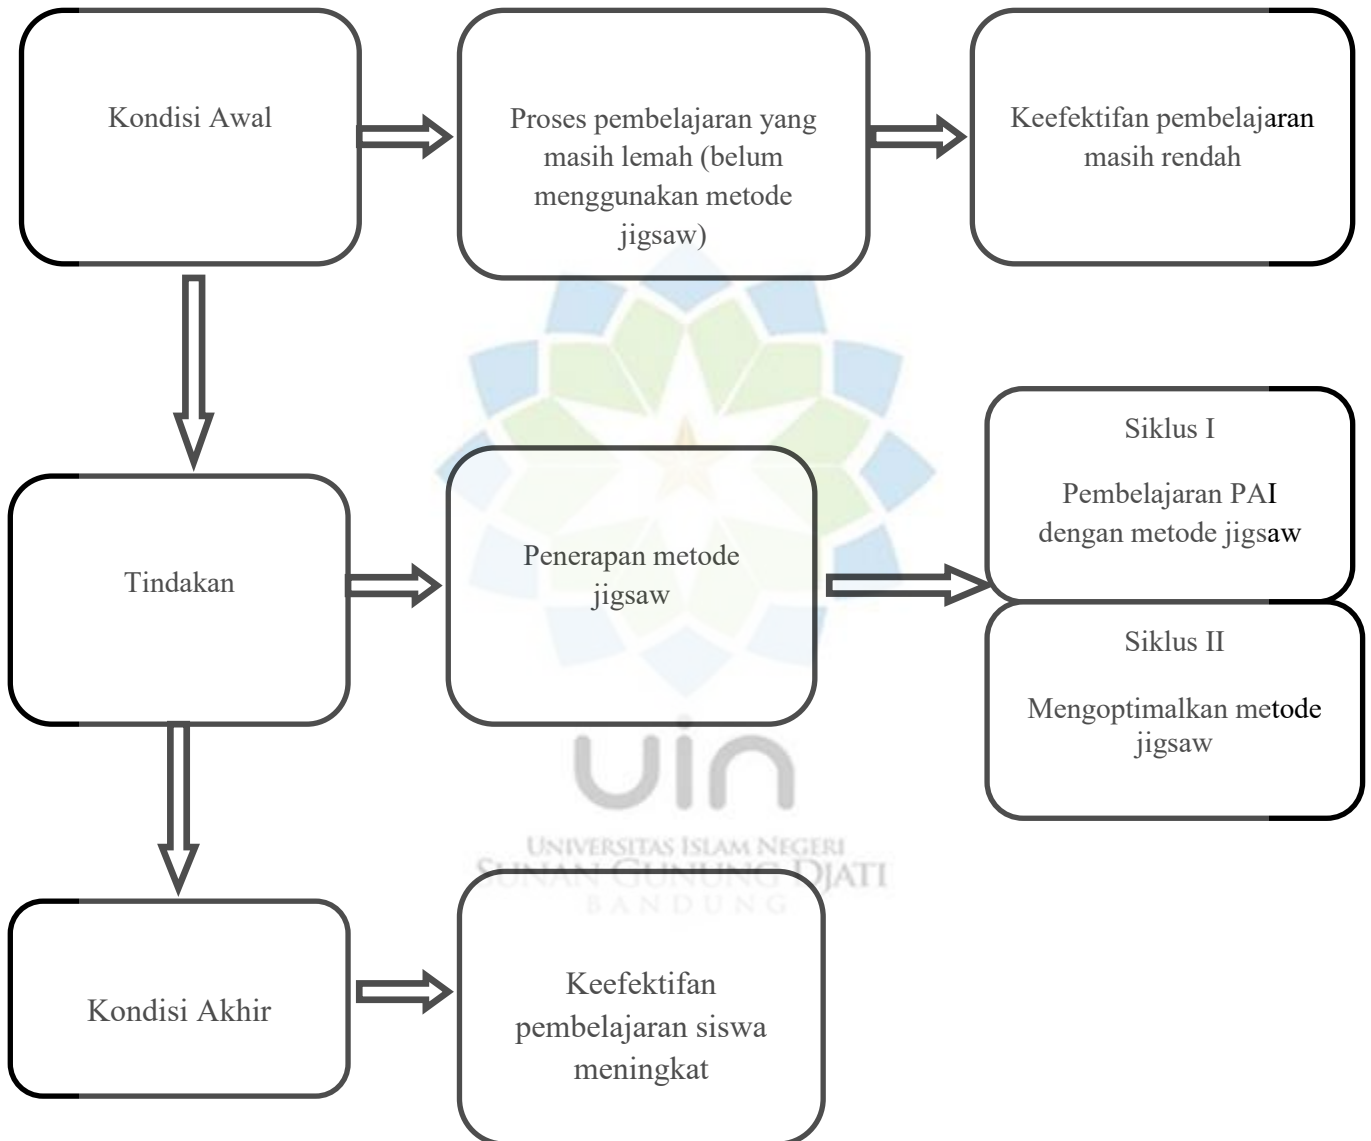 Kondisi Awal
Proses pembelajaran yang
masih lemah (belum
menggunakan metode
jigsaw)
Keefektifan pembelajaran
masih rendah
Tindakan
Penerapan metode
jigsaw
Siklus I
Pembelajaran PAI
dengan metode jigsaw
Siklus II
Mengoptimalkan metode
jigsaw
uin
UNIVERSITAS ISLAM NEGERI
SUNAN GUNUNG DJATI
BANDUNG
Kondisi Akhir
Keefektifan
pembelajaran siswa
meningkat